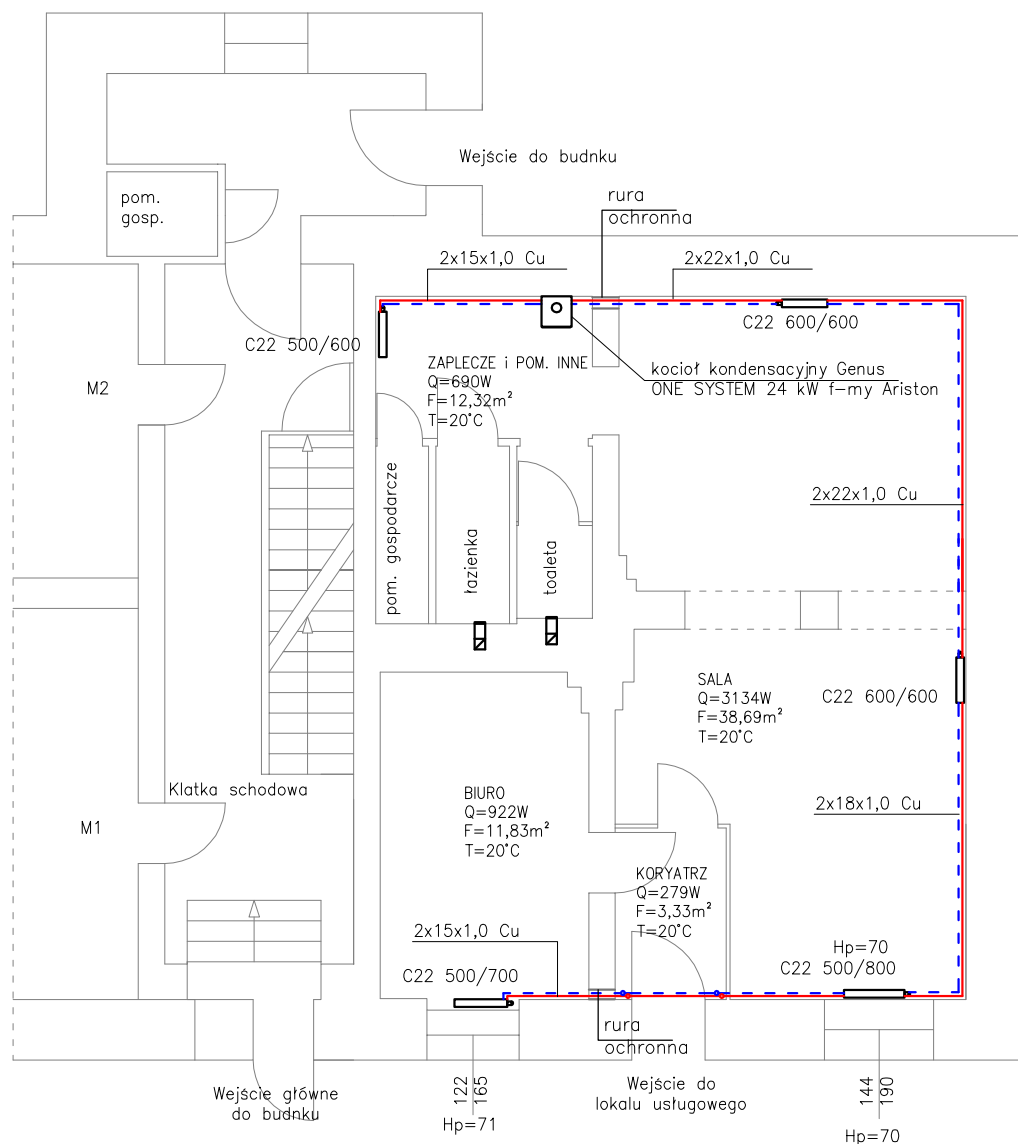 Wejście do budnku
pom.
gosp.
rura
ochronna
2x15x1,0 Cu
2x22x1,0 Cu
C22 500/600
C22 600/600
ZAPLECZE i POM. INNE
Q=690W
F=12,32m²
T=20°C
kocioł kondensacyjny Genus
ONE SYSTEM 24 kW f-my Ariston
M2
2x22x1,0 Cu
pom. gospodarcze
łazienka
toaleta
SALA
Q=3134W
F=38,69m²
T=20°C
C22 600/600
Klatka schodowa
BIURO
Q=922W
F=11,83m²
T=20°C
2x18x1,0 Cu
M1
KORYATRZ
Q=279W
F=3,33m²
T=20°C
2x15x1,0 Cu
Hp=70
C22 500/800
C22 500/700
rura
ochronna
Wejście główne
do budnku
122
165
Hp=71
Wejście do
lokalu usługowego
144
190
Hp=70